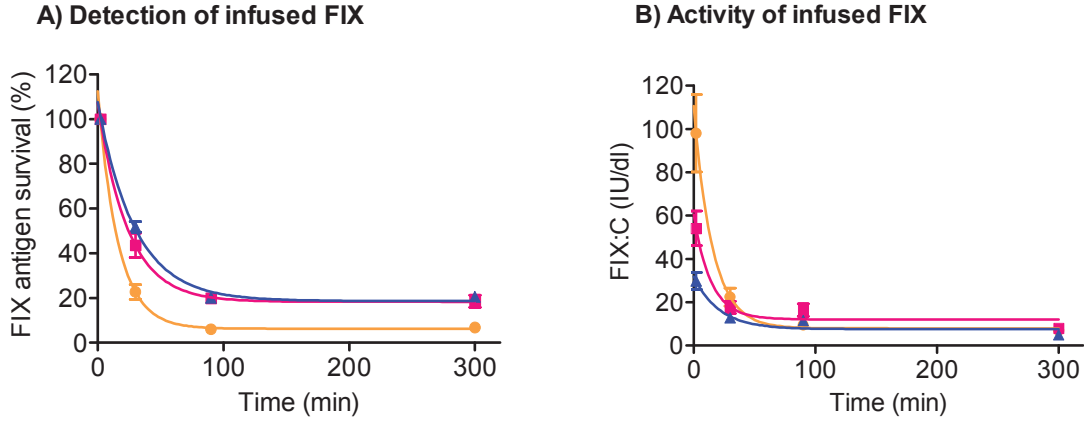 A) Detection of infused FIX
FIX antigen survival (%)
120
100
80
60
40
20
0
0 100 200 300
Time (min)
B) Activity of infused FIX
FIX:C (IU/dl)
120
100
80
60
40
20
0
0 100 200 300
Time (min)